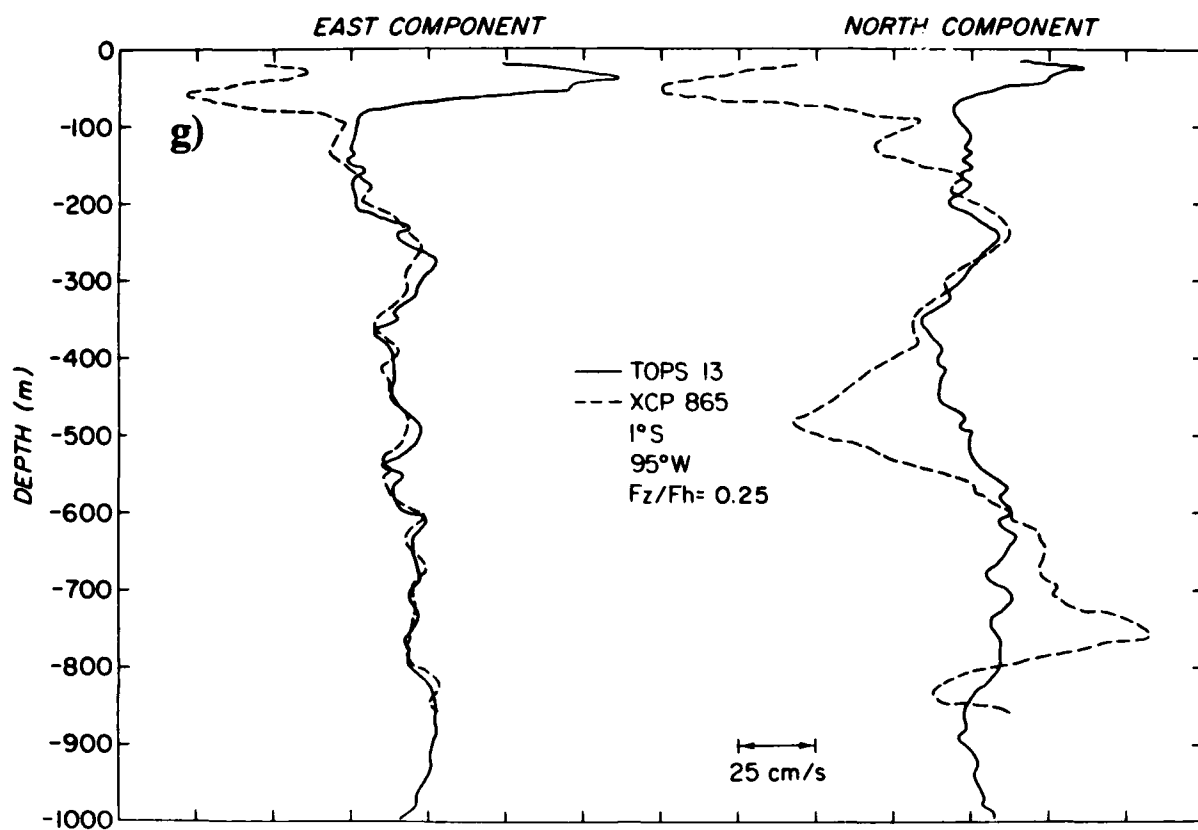 EAST COMPONENT
NORTH COMPONENT
0
-100
-200
-300
-400
-500
-600
-700
-800
-900
-1000
DEPTH (m)
g)
TOPS 13
XCP 865
1°S
95°W
Fz/Fh= 0.25
25 cm/s